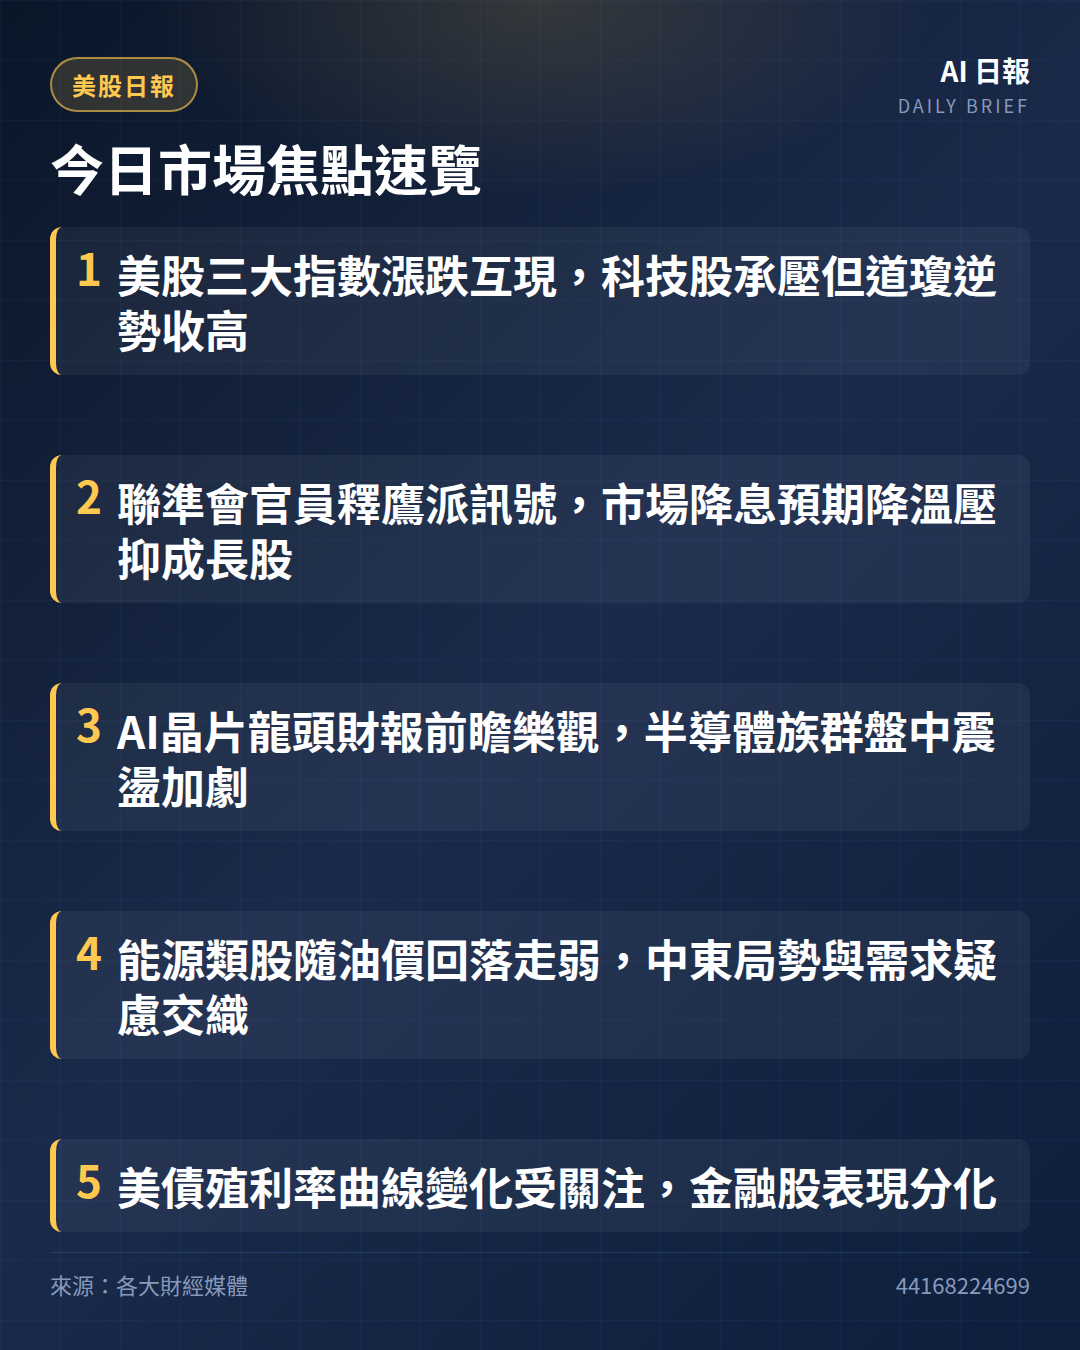 美股日報
AI 日報
DAILY BRIEF
今日市場焦點速覽
1 美股三大指數漲跌互現，科技股承壓但道瓊逆
勢收高
2 聯準會官員釋鷹派訊號，市場降息預期降溫壓
抑成長股
3 AI晶片龍頭財報前瞻樂觀，半導體族群盤中震
盪加劇
4 能源類股隨油價回落走弱，中東局勢與需求疑
慮交織
5 美債殖利率曲線變化受關注，金融股表現分化
來源：各大財經媒體
44168224699